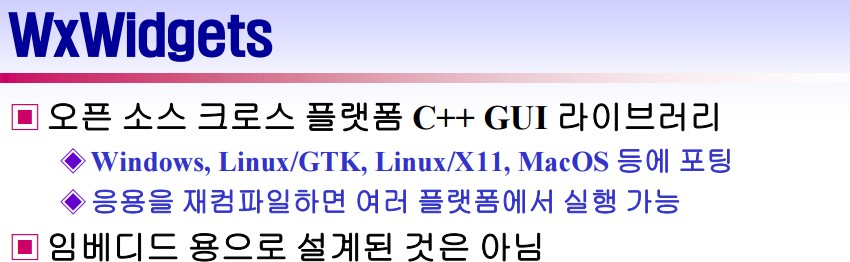 WxWidgets
오픈 소스 크로스 플랫폼 C++ GUI 라이브러리
Windows, Linux/GTK, Linux/X11, MacOS 등에 포팅
응용을 재컴파일하면 여러 플랫폼에서 실행 가능
임베디드 용으로 설계된 것은 아님